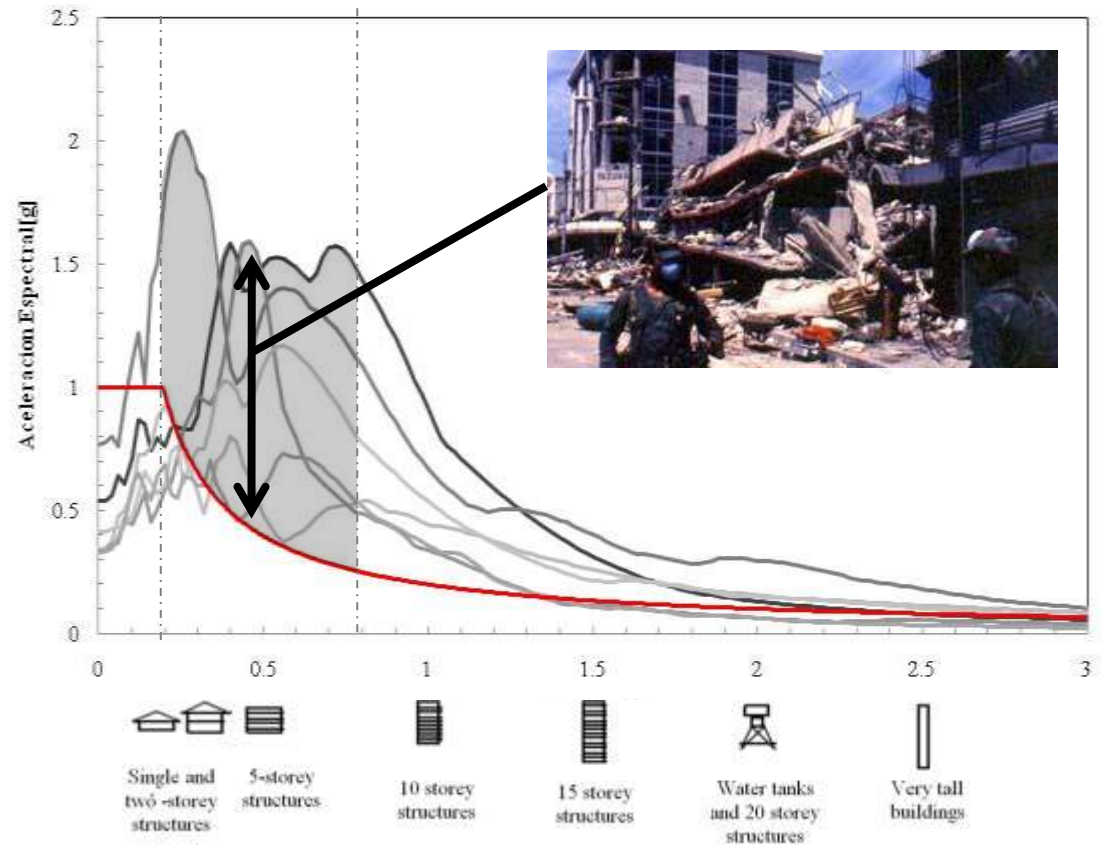 2.5
2
1.5
1
0.5
0
Aceleracion Espectral[g]
0 0.5 1 1.5 2 2.5 3
Single and
two -storey
structures
5-storey
structures
10 storey
structures
15 storey
structures
Water tanks
and 20 storey
structures
Very tall
buildings